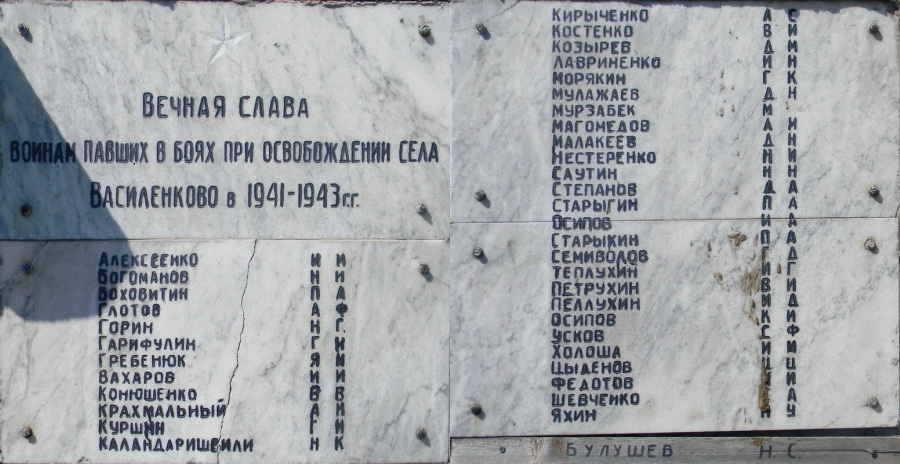 Вечная слава
воинам павших в боях при освобождении села
Василенково в 1941-1943 гг.
Алексеенко И И
Богоманов Н И
Воховитин П А
Глотов А Ф
Горин Н Г.
Гарифулин Г И
Гребенюк Я И
Вахаров И И
Конюшенко В В
Крахмальный А И
Куршин Г И
Каландаришвили Н К
Кирыченко А С
Костенко В И
Козырев Д М
Лавриненко И Н
Морякин Г К
Мулажаев Д Н
Мурзабек М
Магомедов А И
Малакеев Д Н
Нестеренко Н И
Саутин Н Н
Степанов Д А
Старыгин П А
Осипов И А
Старыкин П А
Семиволов Г Д
Теплухин И Г
Петрухин В И
Пеллухин И Д
Осипов К И
Усков С Ф
Холоша И М
Цыденов Ц
Федотов И
Шевченко А
Яхин Н У
Булушев Н. С.